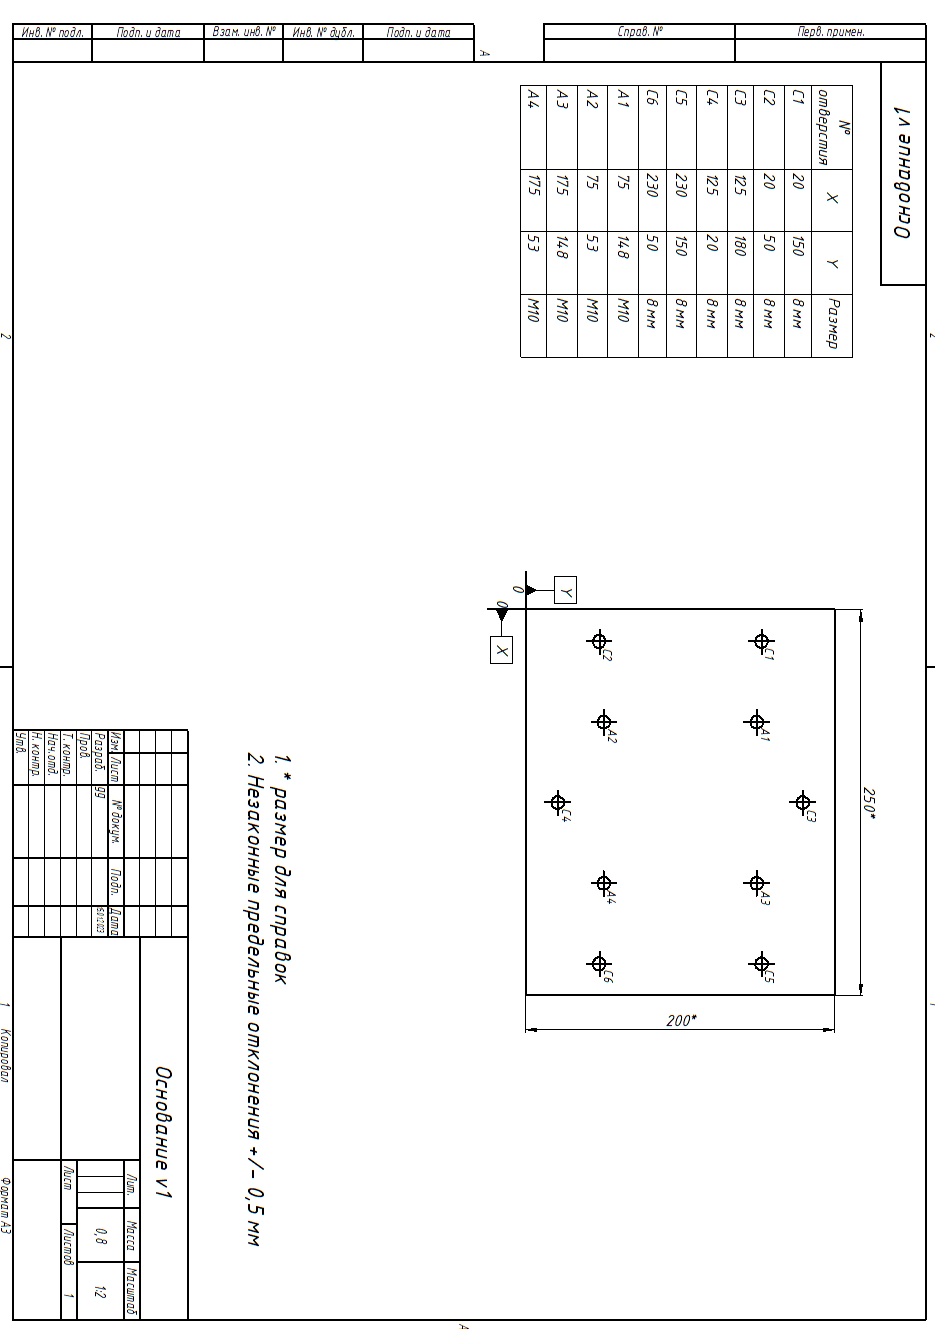 Основание v1
Перв. примен.
Справ. №
Подп. и дата
Инв. № дубл.
Взам. инв. №
Подп. и дата
Инв. № подл.
№ отверстия X Y Размер
C1 20 150 8 мм
C2 20 50 8 мм
C3 125 180 8 мм
C4 125 20 8 мм
C5 230 150 8 мм
C6 230 50 8 мм
A1 75 148 M10
A2 75 53 M10
A3 175 148 M10
A4 175 53 M10
250*
200*
C1
C5
C3
A1
A3
A2
A4
C2
C6
C4
Y
0
0
X
1. * размер для справок
2. Незаконные предельные отклонения +/- 0,5 мм
Изм. Лист № докум. Подп. Дата
Разраб. gg
Пров.
Т. контр.
Нач.отд.
Н. контр.
Утв.
Основание v1
Лит. Масса Масштаб
0,8 1:2
Лист Листов 1
Копировал
Формат A3
2
1
A
2
1
A